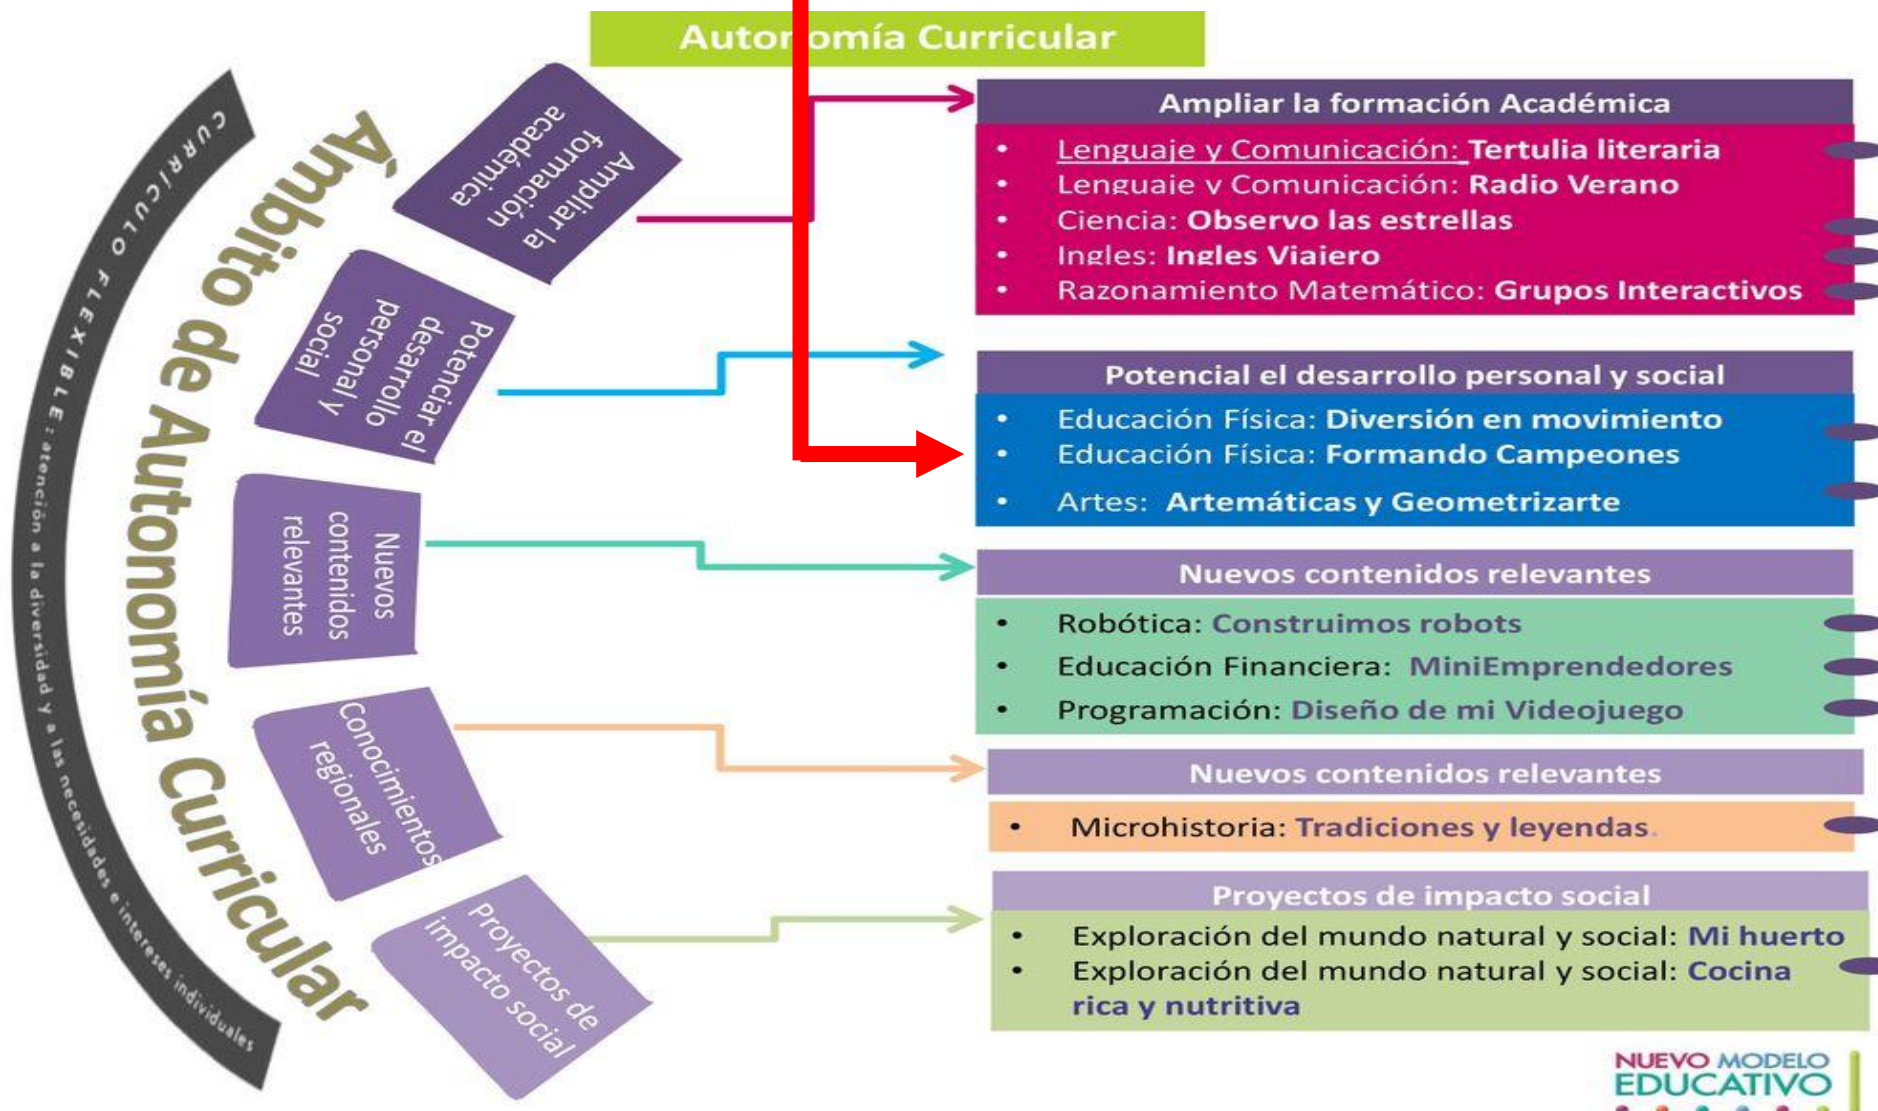 Autonomía Curricular
CURRÍCULO FLEXIBLE: atención a la diversidad y a las necesidades e intereses individuales
Ámbito de Autonomía Curricular
Ampliar la
formación
académica
Potenciar el
desarrollo
personal y
social
Nuevos
contenidos
relevantes
Conocimientos
regionales
Proyectos de
impacto social
Ampliar la formación Académica
• Lenguaje y Comunicación: Tertulia literaria
• Lenguaje y Comunicación: Radio Verano
• Ciencia: Observo las estrellas
• Ingles: Ingles Viajero
• Razonamiento Matemático: Grupos Interactivos
Potencial el desarrollo personal y social
• Educación Física: Diversión en movimiento
• Educación Física: Formando Campeones
• Artes: Artemáticas y Geometrizarte
Nuevos contenidos relevantes
• Robótica: Construimos robots
• Educación Financiera: MiniEmprendedores
• Programación: Diseño de mi Videojuego
Nuevos contenidos relevantes
• Microhistoria: Tradiciones y leyendas.
Proyectos de impacto social
• Exploración del mundo natural y social: Mi huerto
• Exploración del mundo natural y social: Cocina
rica y nutritiva
NUEVO MODELO
EDUCATIVO